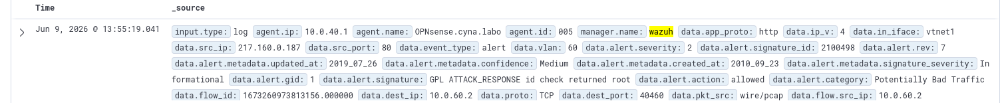 Time _source
Jun 9, 2026 @ 13:55:19.041 input.type: log agent.ip: 10.0.40.1 agent.name: OPNsense.cyna.labo agent.id: 005 manager.name: wazuh data.app_proto: http data.ip_v: 4 data.in_iface: vtnet1
data.src_ip: 217.160.0.187 data.src_port: 80 data.event_type: alert data.vlan: 60 data.alert.severity: 2 data.alert.signature_id: 2100498 data.alert.rev: 7
data.alert.metadata.updated_at: 2019_07_26 data.alert.metadata.confidence: Medium data.alert.metadata.created_at: 2010_09_23 data.alert.metadata.signature_severity: In
formational data.alert.gid: 1 data.alert.signature: GPL ATTACK_RESPONSE id check returned root data.alert.action: allowed data.alert.category: Potentially Bad Traffic
data.flow_id: 1673260973813156.000000 data.dest_ip: 10.0.60.2 data.proto: TCP data.dest_port: 40460 data.pkt_src: wire/pcap data.flow.src_ip: 10.0.60.2